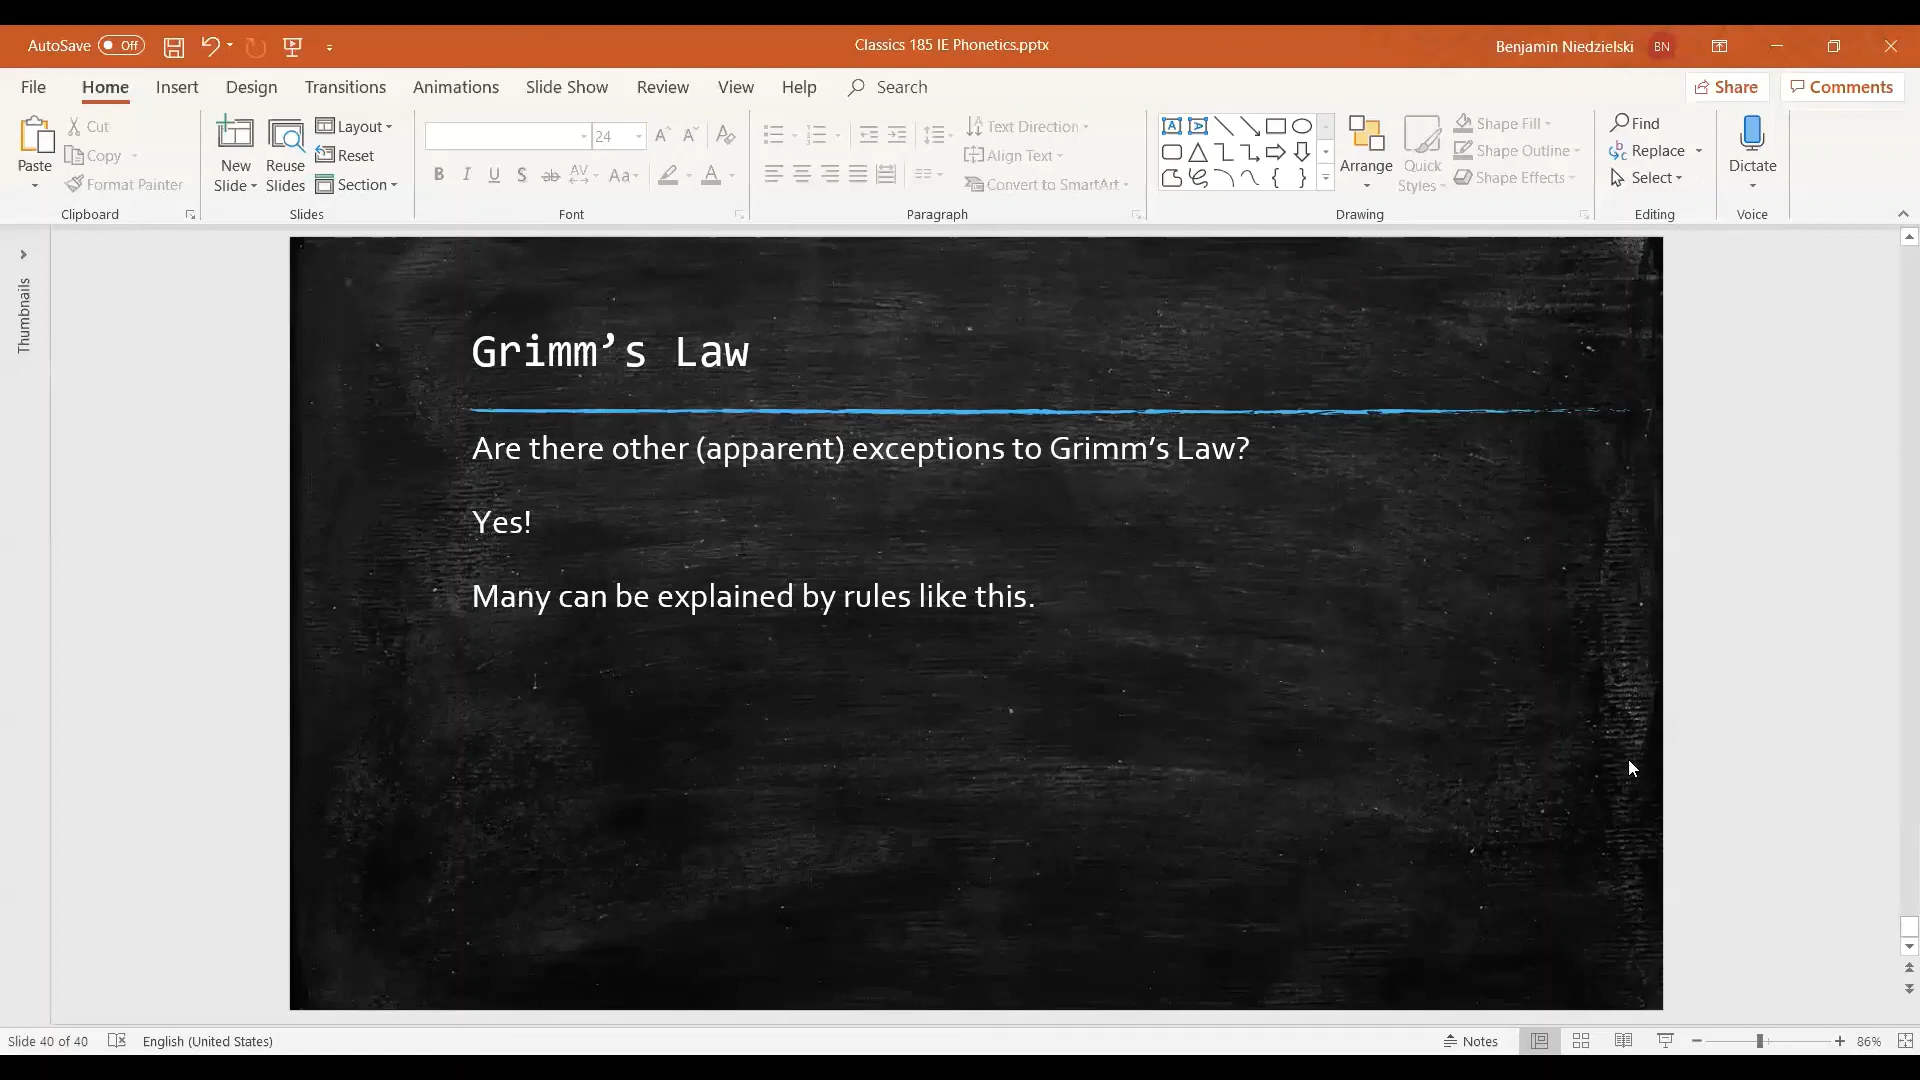 AutoSave Off Classics 185 IE Phonetics.pptx Benjamin Niedzielski BN
File Home Insert Design Transitions Animations Slide Show Review View Help Search Share Comments
Paste
Cut
Copy
Format Painter
Clipboard
New Slide
Reuse Slides
Layout
Reset
Section
Slides
24
B I U S ab AV Aa A
Font
Text Direction
Align Text
Convert to SmartArt
Paragraph
Arrange
Quick Styles
Shape Fill
Shape Outline
Shape Effects
Drawing
Find
Replace
Select
Editing
Dictate
Voice
Thumbnails
Grimm’s Law
Are there other (apparent) exceptions to Grimm’s Law?
Yes!
Many can be explained by rules like this.
Slide 40 of 40 English (United States) Notes 86%